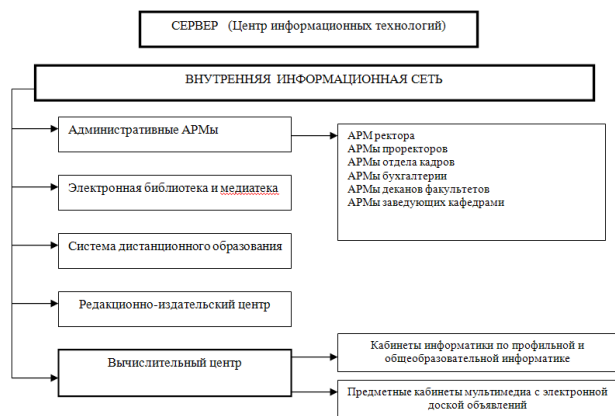 СЕРВЕР (Центр информационных технологий)
ВНУТРЕННЯЯ ИНФОРМАЦИОННАЯ СЕТЬ
Административные АРМы
АРМ ректора
АРМы проректоров
АРМы отдела кадров
АРМы бухгалтерии
АРМы деканов факультетов
АРМы заведующих кафедрами
Электронная библиотека и медиатека
Система дистанционного образования
Редакционно-издательский центр
Вычислительный центр
Кабинеты информатики по профильной и
общеобразовательной информатике
Предметные кабинеты мультимедиа с электронной
доской объявлений